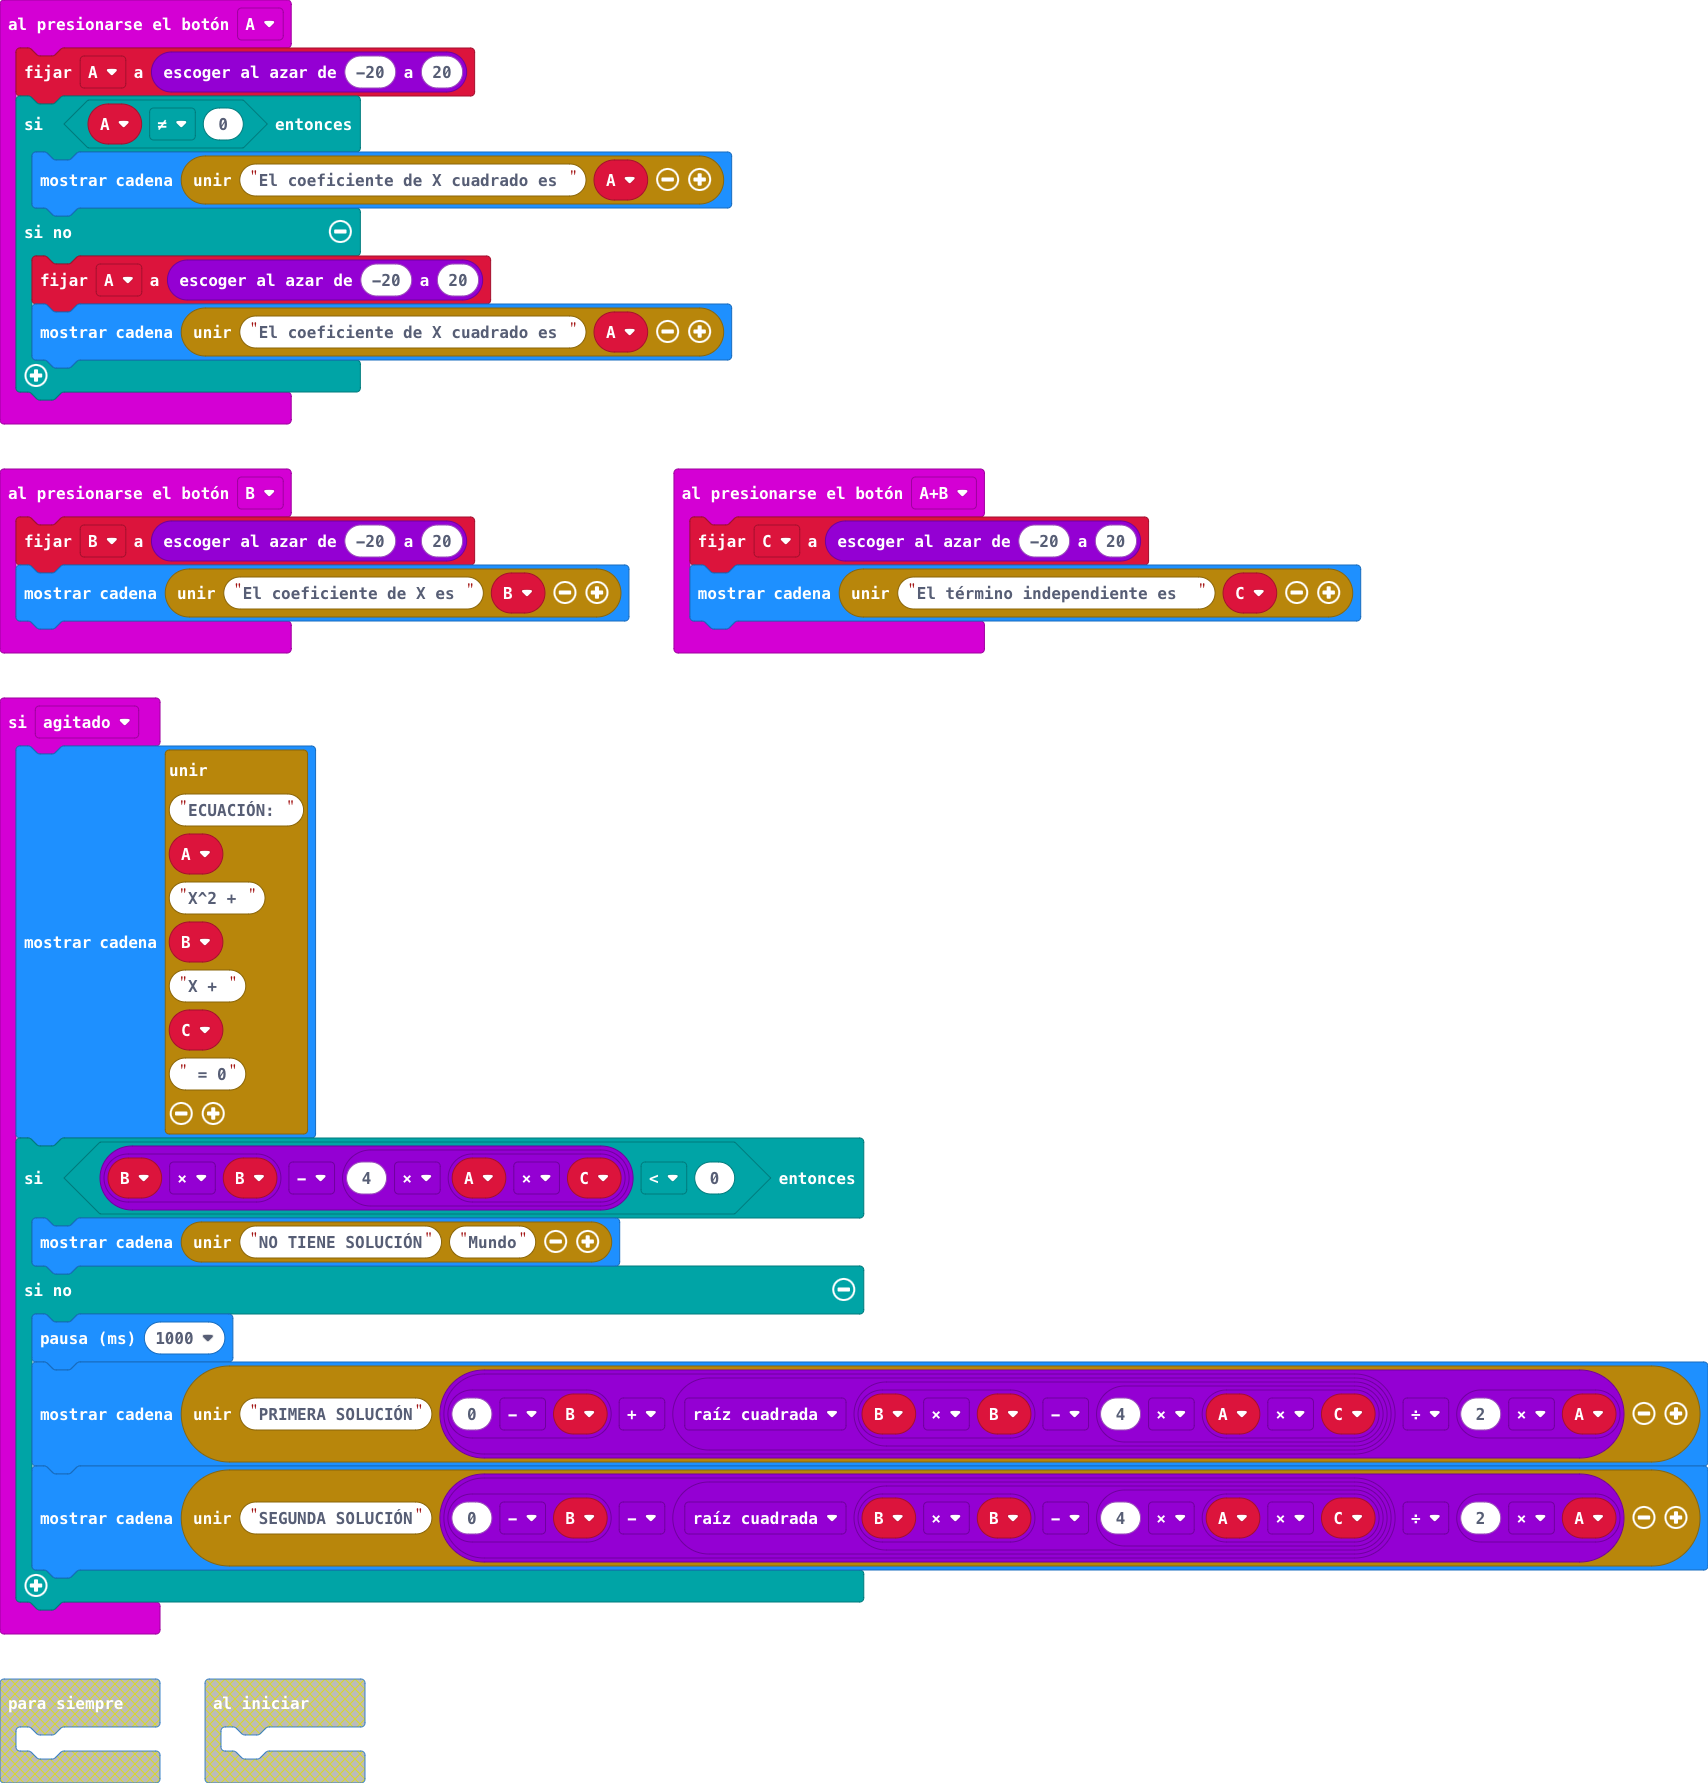 al presionarse el botón A
fijar A a escoger al azar de -20 a 20
si A ≠ 0 entonces
mostrar cadena unir "El coeficiente de X cuadrado es " A
si no
fijar A a escoger al azar de -20 a 20
mostrar cadena unir "El coeficiente de X cuadrado es " A
al presionarse el botón B
fijar B a escoger al azar de -20 a 20
mostrar cadena unir "El coeficiente de X es " B
al presionarse el botón A+B
fijar C a escoger al azar de -20 a 20
mostrar cadena unir "El término independiente es " C
si agitado
mostrar cadena
unir
"ECUACIÓN: "
A
"X^2 + "
B
"X + "
C
" = 0"
si B × B - 4 × A × C < 0 entonces
mostrar cadena unir "NO TIENE SOLUCIÓN" "Mundo"
si no
pausa (ms) 1000
mostrar cadena unir "PRIMERA SOLUCIÓN" 0 - B + raíz cuadrada B × B - 4 × A × C ÷ 2 × A
mostrar cadena unir "SEGUNDA SOLUCIÓN" 0 - B - raíz cuadrada B × B - 4 × A × C ÷ 2 × A
para siempre
al iniciar